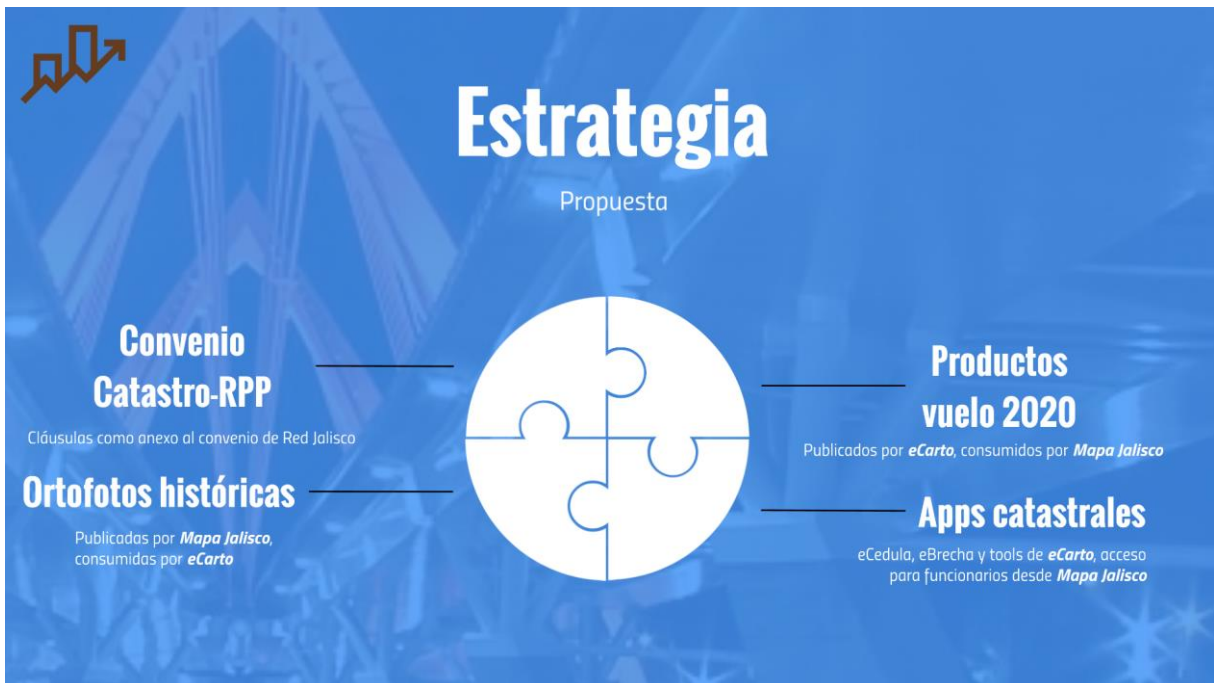 Estrategia
Propuesta
Convenio
Catastro-RPP
Cláusulas como anexo al convenio de Red Jalisco
Ortofotos históricas
Publicadas por Mapa Jalisco,
consumidas por eCarto
Productos
vuelo 2020
Publicados por eCarto, consumidos por Mapa Jalisco
Apps catastrales
eCedula, eBrecha y tools de eCarto, acceso
para funcionarios desde Mapa Jalisco